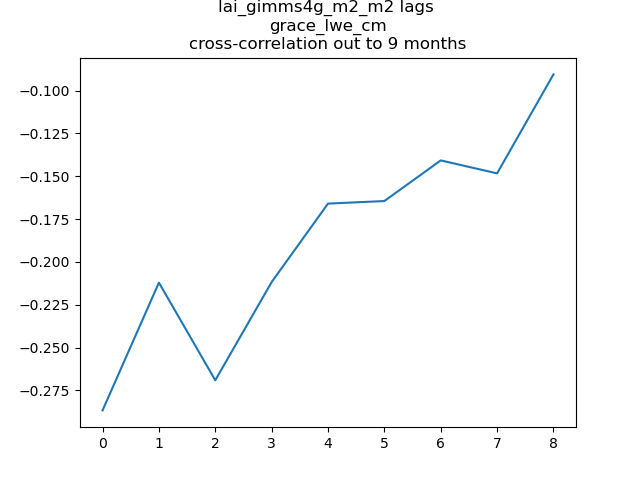 lai_gimms4g_m2_m2 lags
grace_lwe_cm
cross-correlation out to 9 months
−0.100
−0.125
−0.150
−0.175
−0.200
−0.225
−0.250
−0.275
0 1 2 3 4 5 6 7 8